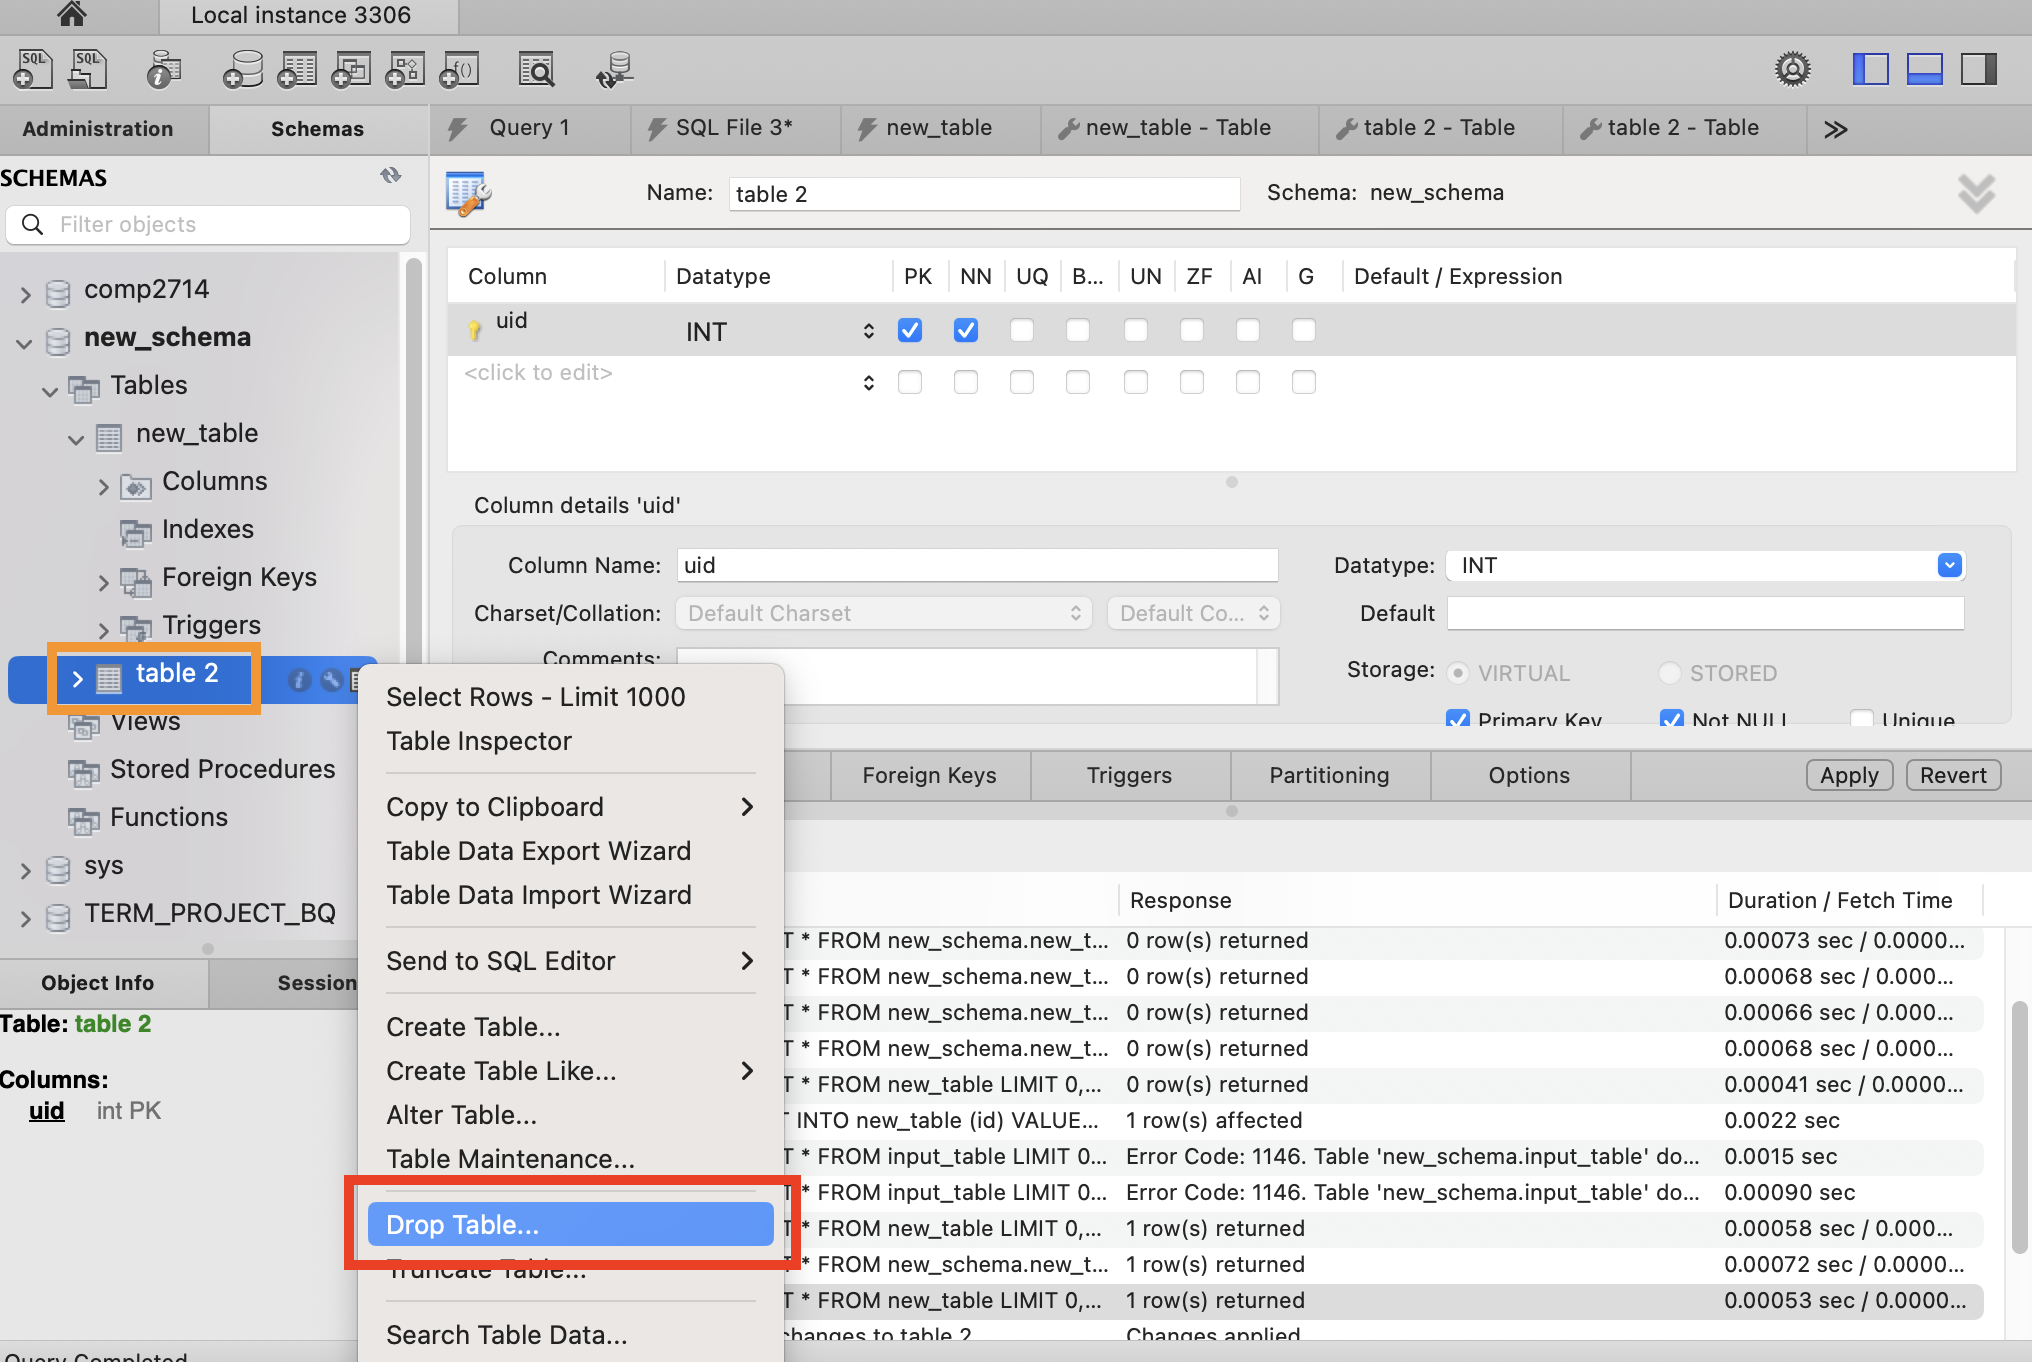 Local instance 3306
SQL SQL f()
Administration Schemas
Query 1 SQL File 3* new_table new_table - Table table 2 - Table table 2 - Table
SCHEMAS
Filter objects
comp2714
new_schema
Tables
new_table
Columns
Indexes
Foreign Keys
Triggers
table 2
Views
Stored Procedures
Functions
sys
TERM_PROJECT_BQ
Object Info Session
Table: table 2
Columns:
uid int PK
Query Completed
Name: table 2 Schema: new_schema
Column Datatype PK NN UQ B... UN ZF AI G Default / Expression
uid INT
<click to edit>
Column details 'uid'
Column Name: uid Datatype: INT
Charset/Collation: Default Charset Default Co... Default
Comments: Storage: VIRTUAL STORED
Primary Key Not NULL Unique
Foreign Keys Triggers Partitioning Options Apply Revert
Select Rows - Limit 1000
Table Inspector
Copy to Clipboard
Table Data Export Wizard
Table Data Import Wizard
Send to SQL Editor
Create Table...
Create Table Like...
Alter Table...
Table Maintenance...
Drop Table...
Truncate Table...
Search Table Data...
Response Duration / Fetch Time
T * FROM new_schema.new_t... 0 row(s) returned 0.00073 sec / 0.0000...
T * FROM new_schema.new_t... 0 row(s) returned 0.00068 sec / 0.000...
T * FROM new_schema.new_t... 0 row(s) returned 0.00066 sec / 0.000...
T * FROM new_schema.new_t... 0 row(s) returned 0.00068 sec / 0.000...
T * FROM new_table LIMIT 0,... 0 row(s) returned 0.00041 sec / 0.0000...
T INTO new_table (id) VALUE... 1 row(s) affected 0.0022 sec
T * FROM input_table LIMIT 0... Error Code: 1146. Table 'new_schema.input_table' do... 0.0015 sec
T * FROM input_table LIMIT 0... Error Code: 1146. Table 'new_schema.input_table' do... 0.00090 sec
T * FROM new_table LIMIT 0,... 1 row(s) returned 0.00058 sec / 0.000...
T * FROM new_schema.new_t... 1 row(s) returned 0.00072 sec / 0.0000...
T * FROM new_table LIMIT 0,... 1 row(s) returned 0.00053 sec / 0.0000...
changes to table 2 Changes applied